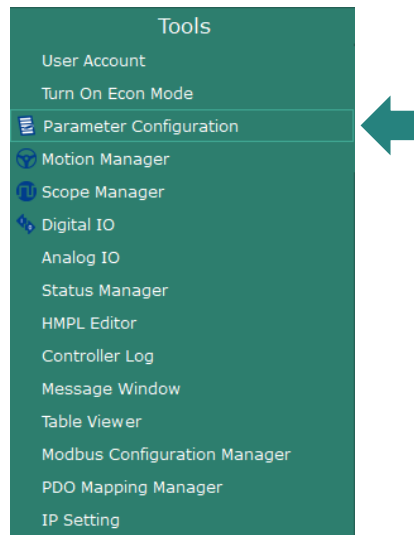 Tools
User Account
Turn On Econ Mode
Parameter Configuration
Motion Manager
Scope Manager
Digital IO
Analog IO
Status Manager
HMPL Editor
Controller Log
Message Window
Table Viewer
Modbus Configuration Manager
PDO Mapping Manager
IP Setting